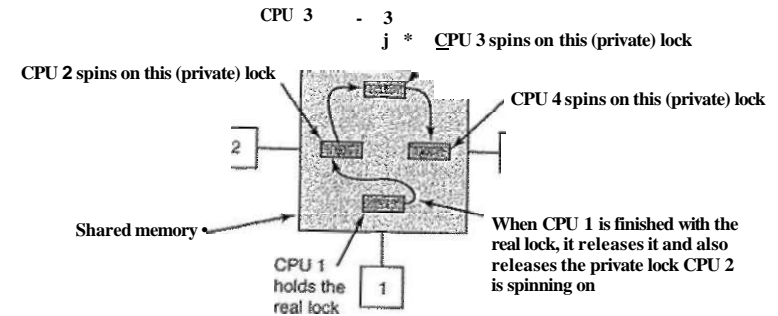 CPU 3 - 3
j * CPU 3 spins on this (private) lock
CPU 2 spins on this (private) lock
CPU 4 spins on this (private) lock
2
Shared memory
When CPU 1 is finished with the
real lock, it releases it and also
releases the private lock CPU 2
is spinning on
CPU 1
holds the
real lock
1